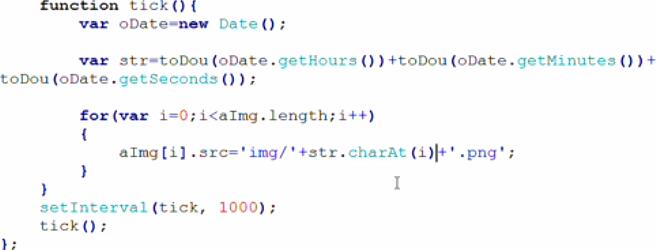 function tick(){
var oDate=new Date();
var str=toDou(oDate.getHours())+toDou(oDate.getMinutes())+
toDou(oDate.getSeconds());
for(var i=0;i<aImg.length;i++)
{
aImg[i].src='img/'+str.charAt(i)+'.png';
}
}
setInterval(tick, 1000);
tick();
};